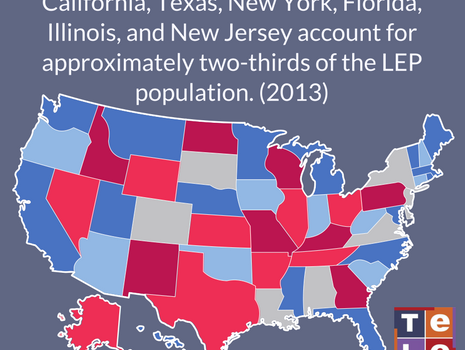 California, Texas, New York, Florida,
Illinois, and New Jersey account for
approximately two-thirds of the LEP
population. (2013)
T e